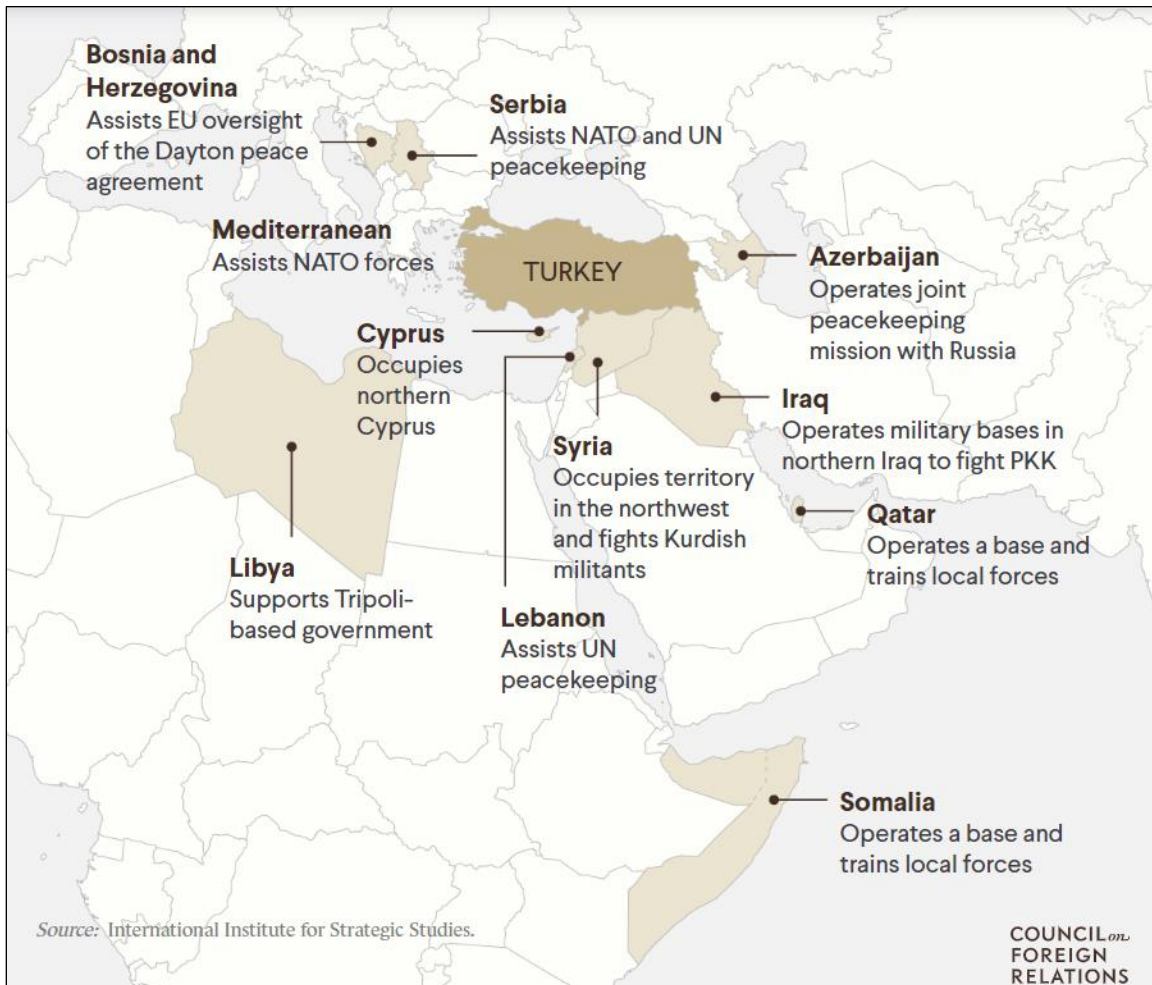 Bosnia and
Herzegovina
Assists EU oversight
of the Dayton peace
agreement
Serbia
Assists NATO and UN
peacekeeping
Mediterranean
Assists NATO forces
TURKEY
Azerbaijan
Operates joint
peacekeeping
mission with Russia
Cyprus
Occupies
northern
Cyprus
Iraq
Operates military bases in
northern Iraq to fight PKK
Syria
Occupies territory
in the northwest
and fights Kurdish
militants
Qatar
Operates a base and
trains local forces
Libya
Supports Tripoli-
based government
Lebanon
Assists UN
peacekeeping
Somalia
Operates a base and
trains local forces
Source: International Institute for Strategic Studies.
COUNCIL on
FOREIGN
RELATIONS